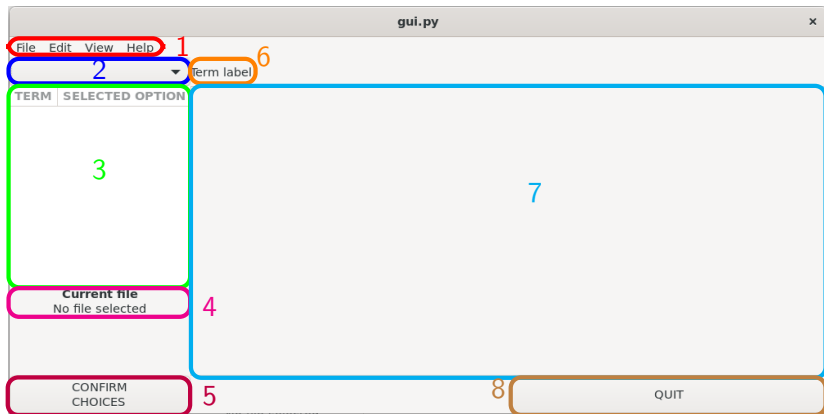 gui.py ×
File Edit View Help 1
2 Term label 6
TERM SELECTED OPTION
3
7
Current file
No file selected 4
CONFIRM
CHOICES 5
8 QUIT